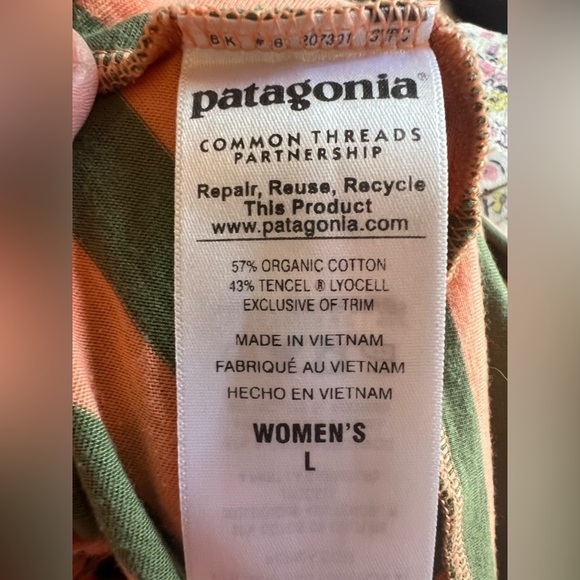 patagonia®
COMMON THREADS
PARTNERSHIP
Repair, Reuse, Recycle
This Product
www.patagonia.com
57% ORGANIC COTTON
43% TENCEL ® LYOCELL
EXCLUSIVE OF TRIM
MADE IN VIETNAM
FABRIQUÉ AU VIETNAM
HECHO EN VIETNAM
WOMEN'S
L